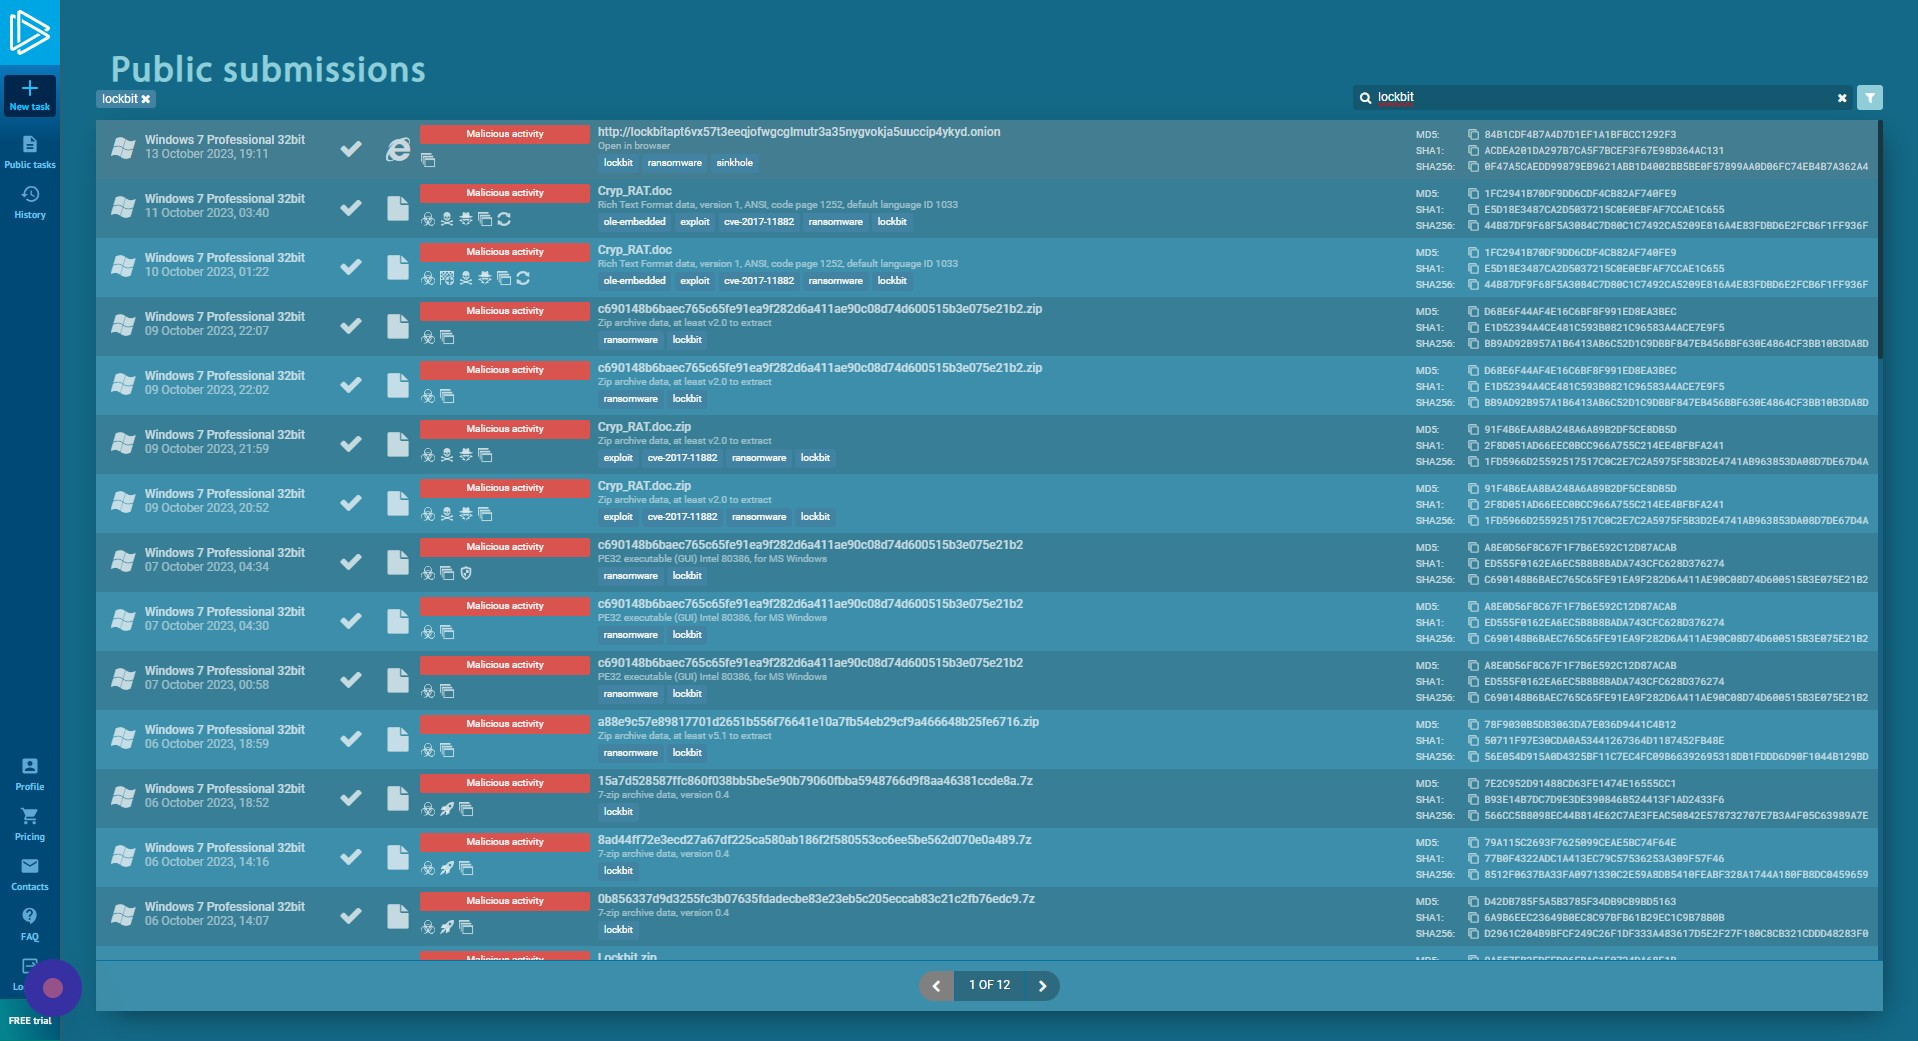 Public submissions
lockbit
lockbit
New task
Public tasks
History
Profile
Pricing
Contacts
FAQ
Lo
FREE trial
Windows 7 Professional 32bit
13 October 2023, 19:11
Malicious activity
http://lockbitapt6vx57t3eeqjofwgcglmutr3a35nygvokja5uuccip4ykyd.onion
Open in browser
lockbit ransomware sinkhole
MD5: 84B1CDF4B7A4D7D1EF1A1BFBCC1292F3
SHA1: ACDEA201DA297B7CA5F7BCEF3F67E98D364AC131
SHA256: 0F47A5CAEDD99879EB9621ABB1D4002BB5BE0F57899AA0D06FC74EB4B7A362A4
Windows 7 Professional 32bit
11 October 2023, 03:40
Malicious activity
Cryp_RAT.doc
Rich Text Format data, version 1, ANSI, code page 1252, default language ID 1033
ole-embedded exploit cve-2017-11882 ransomware lockbit
MD5: 1FC2941B70DF9DD6CDF4CB82AF740FE9
SHA1: E5D18E3487CA2D5037215C0E0EBFAF7CCAE1C655
SHA256: 44B87DF9F68F5A3084C7D80C1C7492CA5209E816A4E83FDBD6E2FCB6F1FF936F
Windows 7 Professional 32bit
10 October 2023, 01:22
Malicious activity
Cryp_RAT.doc
Rich Text Format data, version 1, ANSI, code page 1252, default language ID 1033
ole-embedded exploit cve-2017-11882 ransomware lockbit
MD5: 1FC2941B70DF9DD6CDF4CB82AF740FE9
SHA1: E5D18E3487CA2D5037215C0E0EBFAF7CCAE1C655
SHA256: 44B87DF9F68F5A3084C7D80C1C7492CA5209E816A4E83FDBD6E2FCB6F1FF936F
Windows 7 Professional 32bit
09 October 2023, 22:07
Malicious activity
c690148b6baec765c65fe91ea9f282d6a411ae90c08d74d600515b3e075e21b2.zip
Zip archive data, at least v2.0 to extract
ransomware lockbit
MD5: D68E6F44AF4E16C6BF8F991ED8EA3BEC
SHA1: E1D52394A4CE481C593B0821C96583A4ACE7E9F5
SHA256: BB9AD92B957A1B6413AB6C52D1C9DBBF847EB456BBF630E4864CF3BB10B3DA8D
Windows 7 Professional 32bit
09 October 2023, 22:02
Malicious activity
c690148b6baec765c65fe91ea9f282d6a411ae90c08d74d600515b3e075e21b2.zip
Zip archive data, at least v2.0 to extract
ransomware lockbit
MD5: D68E6F44AF4E16C6BF8F991ED8EA3BEC
SHA1: E1D52394A4CE481C593B0821C96583A4ACE7E9F5
SHA256: BB9AD92B957A1B6413AB6C52D1C9DBBF847EB456BBF630E4864CF3BB10B3DA8D
Windows 7 Professional 32bit
09 October 2023, 21:59
Malicious activity
Cryp_RAT.doc.zip
Zip archive data, at least v2.0 to extract
exploit cve-2017-11882 ransomware lockbit
MD5: 91F4B6EAA8BA248A6A89B2DF5CE8DB5D
SHA1: 2F8D051AD66EEC0BCC966A755C214EE4BFBFA241
SHA256: 1FD5966D25592517517C0C2E7C2A5975F5B3D2E4741AB963853DA08D7DE67D4A
Windows 7 Professional 32bit
09 October 2023, 20:52
Malicious activity
Cryp_RAT.doc.zip
Zip archive data, at least v2.0 to extract
exploit cve-2017-11882 ransomware lockbit
MD5: 91F4B6EAA8BA248A6A89B2DF5CE8DB5D
SHA1: 2F8D051AD66EEC0BCC966A755C214EE4BFBFA241
SHA256: 1FD5966D25592517517C0C2E7C2A5975F5B3D2E4741AB963853DA08D7DE67D4A
Windows 7 Professional 32bit
07 October 2023, 04:34
Malicious activity
c690148b6baec765c65fe91ea9f282d6a411ae90c08d74d600515b3e075e21b2
PE32 executable (GUI) Intel 80386, for MS Windows
ransomware lockbit
MD5: A8E0D56F8C67F1F7B6E592C12D87ACAB
SHA1: ED555F0162EA6EC5B8B8BADA743CFC628D376274
SHA256: C690148B6BAEC765C65FE91EA9F282D6A411AE90C08D74D600515B3E075E21B2
Windows 7 Professional 32bit
07 October 2023, 04:30
Malicious activity
c690148b6baec765c65fe91ea9f282d6a411ae90c08d74d600515b3e075e21b2
PE32 executable (GUI) Intel 80386, for MS Windows
ransomware lockbit
MD5: A8E0D56F8C67F1F7B6E592C12D87ACAB
SHA1: ED555F0162EA6EC5B8B8BADA743CFC628D376274
SHA256: C690148B6BAEC765C65FE91EA9F282D6A411AE90C08D74D600515B3E075E21B2
Windows 7 Professional 32bit
07 October 2023, 00:58
Malicious activity
c690148b6baec765c65fe91ea9f282d6a411ae90c08d74d600515b3e075e21b2
PE32 executable (GUI) Intel 80386, for MS Windows
ransomware lockbit
MD5: A8E0D56F8C67F1F7B6E592C12D87ACAB
SHA1: ED555F0162EA6EC5B8B8BADA743CFC628D376274
SHA256: C690148B6BAEC765C65FE91EA9F282D6A411AE90C08D74D600515B3E075E21B2
Windows 7 Professional 32bit
06 October 2023, 18:59
Malicious activity
a88e9c57e89817701d2651b556f76641e10a7fb54eb29cf9a466648b25fe6716.zip
Zip archive data, at least v5.1 to extract
ransomware lockbit
MD5: 78F9030B5DB3063DA7E036D9441C4B12
SHA1: 50711F97E30CDA0A53441267364D1187452FB48E
SHA256: 56E054D915A0D4325BF11C7EC4FC09B66392695318DB1FDDD6D90F1044B129BD
Windows 7 Professional 32bit
06 October 2023, 18:52
Malicious activity
15a7d528587ffc860f038bb5be5e90b79060fbba5948766d9f8aa46381ccde8a.7z
7-zip archive data, version 0.4
lockbit
MD5: 7E2C952D91488CD63FE1474E16555CC1
SHA1: B93E14B7DC7D9E3DE390846B524413F1AD2433F6
SHA256: 566CC5B8098EC44B814E62C7AE3FEAC50842E578732707E7B3A4F05C63989A7E
Windows 7 Professional 32bit
06 October 2023, 14:16
Malicious activity
8ad44ff72e3ecd27a67df225ca580ab186f2f580553cc6ee5be562d070e0a489.7z
7-zip archive data, version 0.4
lockbit
MD5: 79A115C2693F7625099CEAE5BC74F64E
SHA1: 77B0F4322ADC1A413EC79C57536253A309F57F46
SHA256: 8512F0637BA33FA0971330C2E59A8DB5410FEABF328A1744A180FB8DC0459659
Windows 7 Professional 32bit
06 October 2023, 14:07
Malicious activity
0b856337d9d3255fc3b07635fdadecbe83e23eb5c205eccab83c21c2fb76edc9.7z
7-zip archive data, version 0.4
lockbit
MD5: D42DB785F5A5B3785F34DB9CB9BD5163
SHA1: 6A9B6EEC23649B0EC8C97BFB61B29EC1C9B78B0B
SHA256: D2961C204B9BFCF249C26F1DF333A483617D5E2F27F180C8CB321CDDD48283F0
Malicious activity
Lockbit.zip
1 OF 12